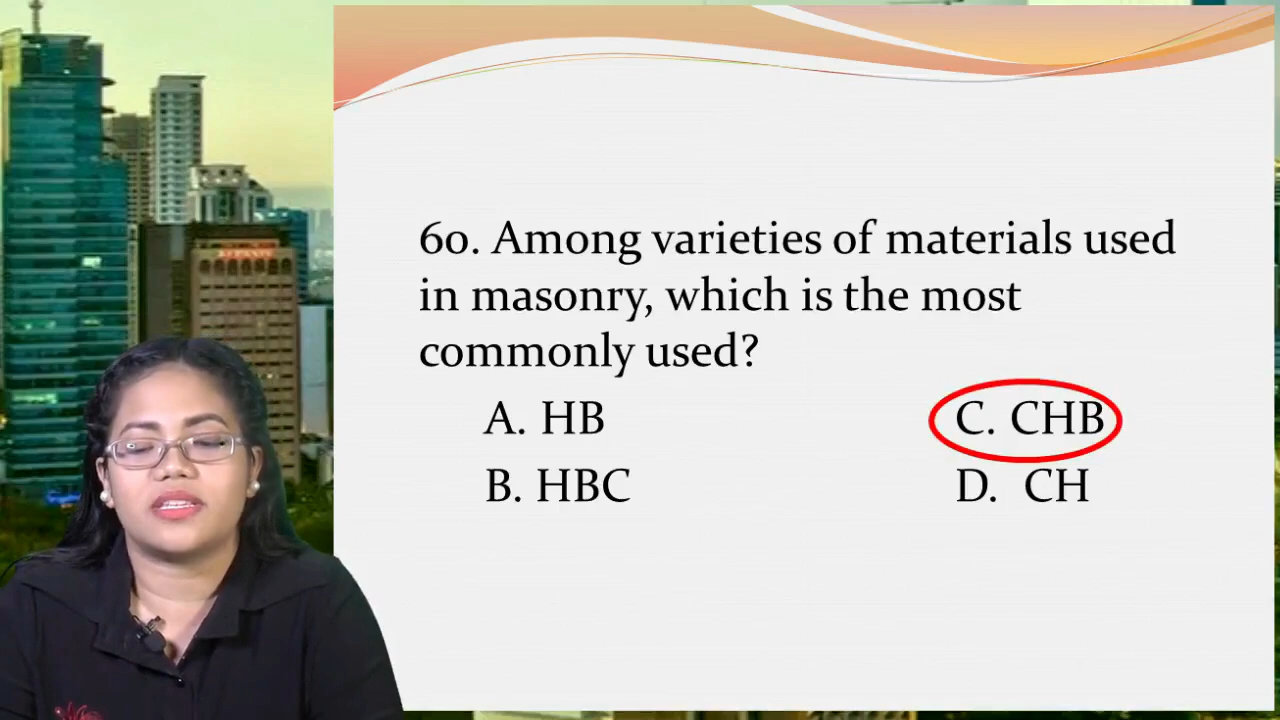 60. Among varieties of materials used
in masonry, which is the most
commonly used?
A. HB
C. CHB
B. HBC
D. CH